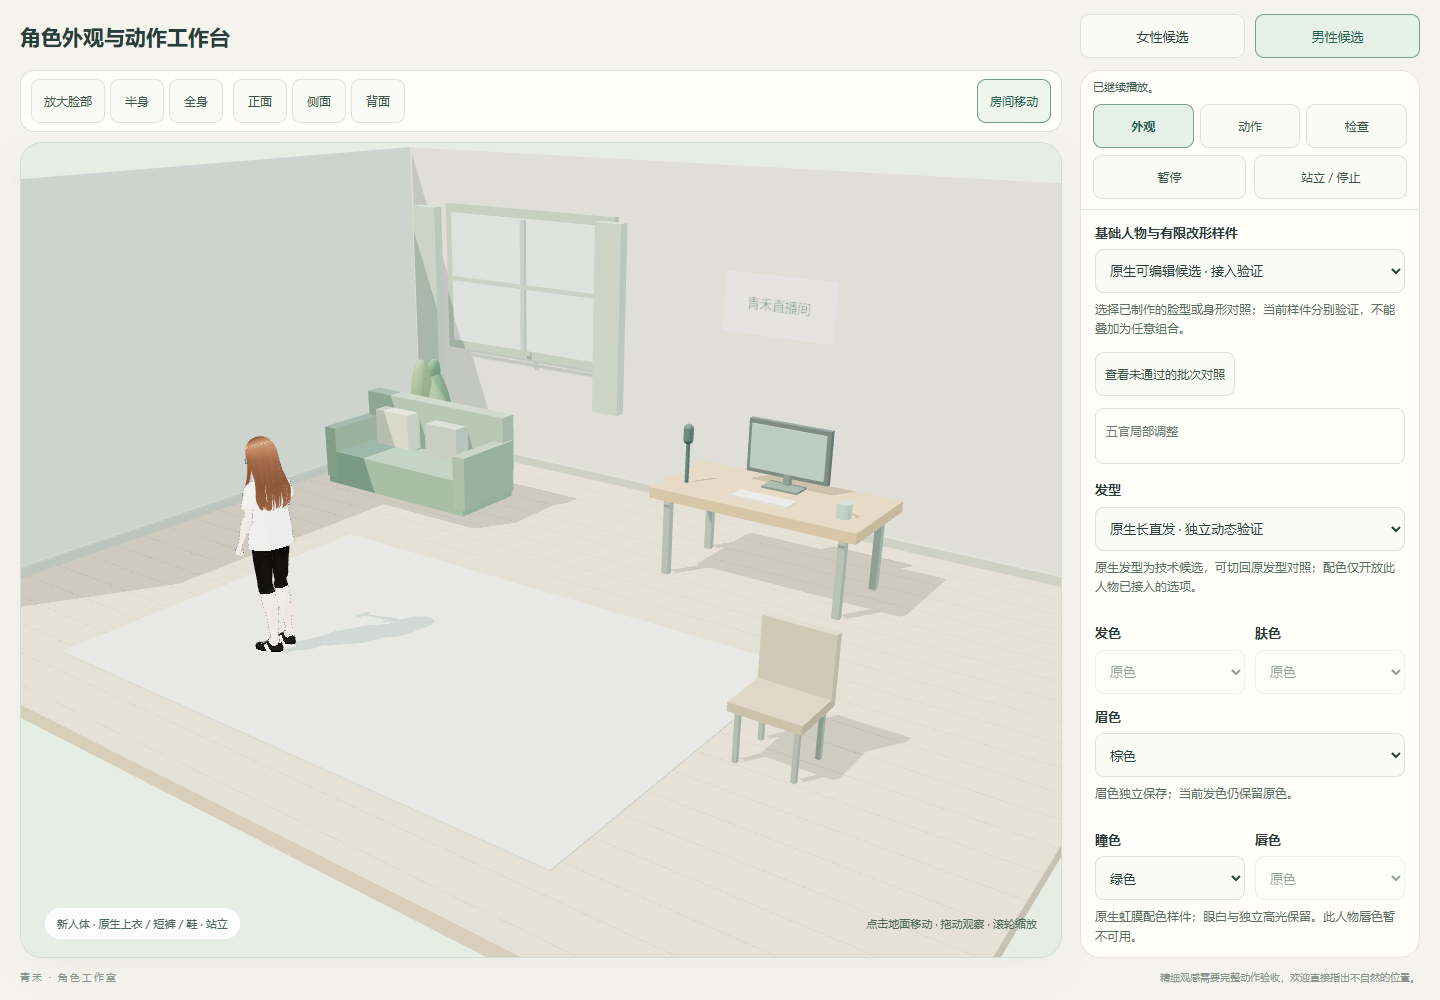 角色外观与动作工作台
女性候选
男性候选
放大脸部
半身
全身
正面
侧面
背面
房间移动
已继续播放。
外观
动作
检查
暂停
站立 / 停止
基础人物与有限改形样件
原生可编辑候选 · 接入验证
选择已制作的脸型或身形对照；当前样件分别验证，不能
叠加为任意组合。
查看未通过的批次对照
五官局部调整
发型
原生长直发 · 独立动态验证
原生发型为技术候选，可切回原发型对照；配色仅开放此
人物已接入的选项。
发色
肤色
原色
原色
眉色
棕色
眉色独立保存；当前发色仍保留原色。
瞳色
唇色
绿色
原色
原生虹膜配色样件；眼白与独立高光保留。此人物唇色暂
不可用。
青禾直播间
新人体 · 原生上衣 / 短裤 / 鞋 · 站立
点击地面移动 · 拖动观察 · 滚轮缩放
青禾 · 角色工作室
精细观感需要完整动作验收，欢迎直接指出不自然的位置。